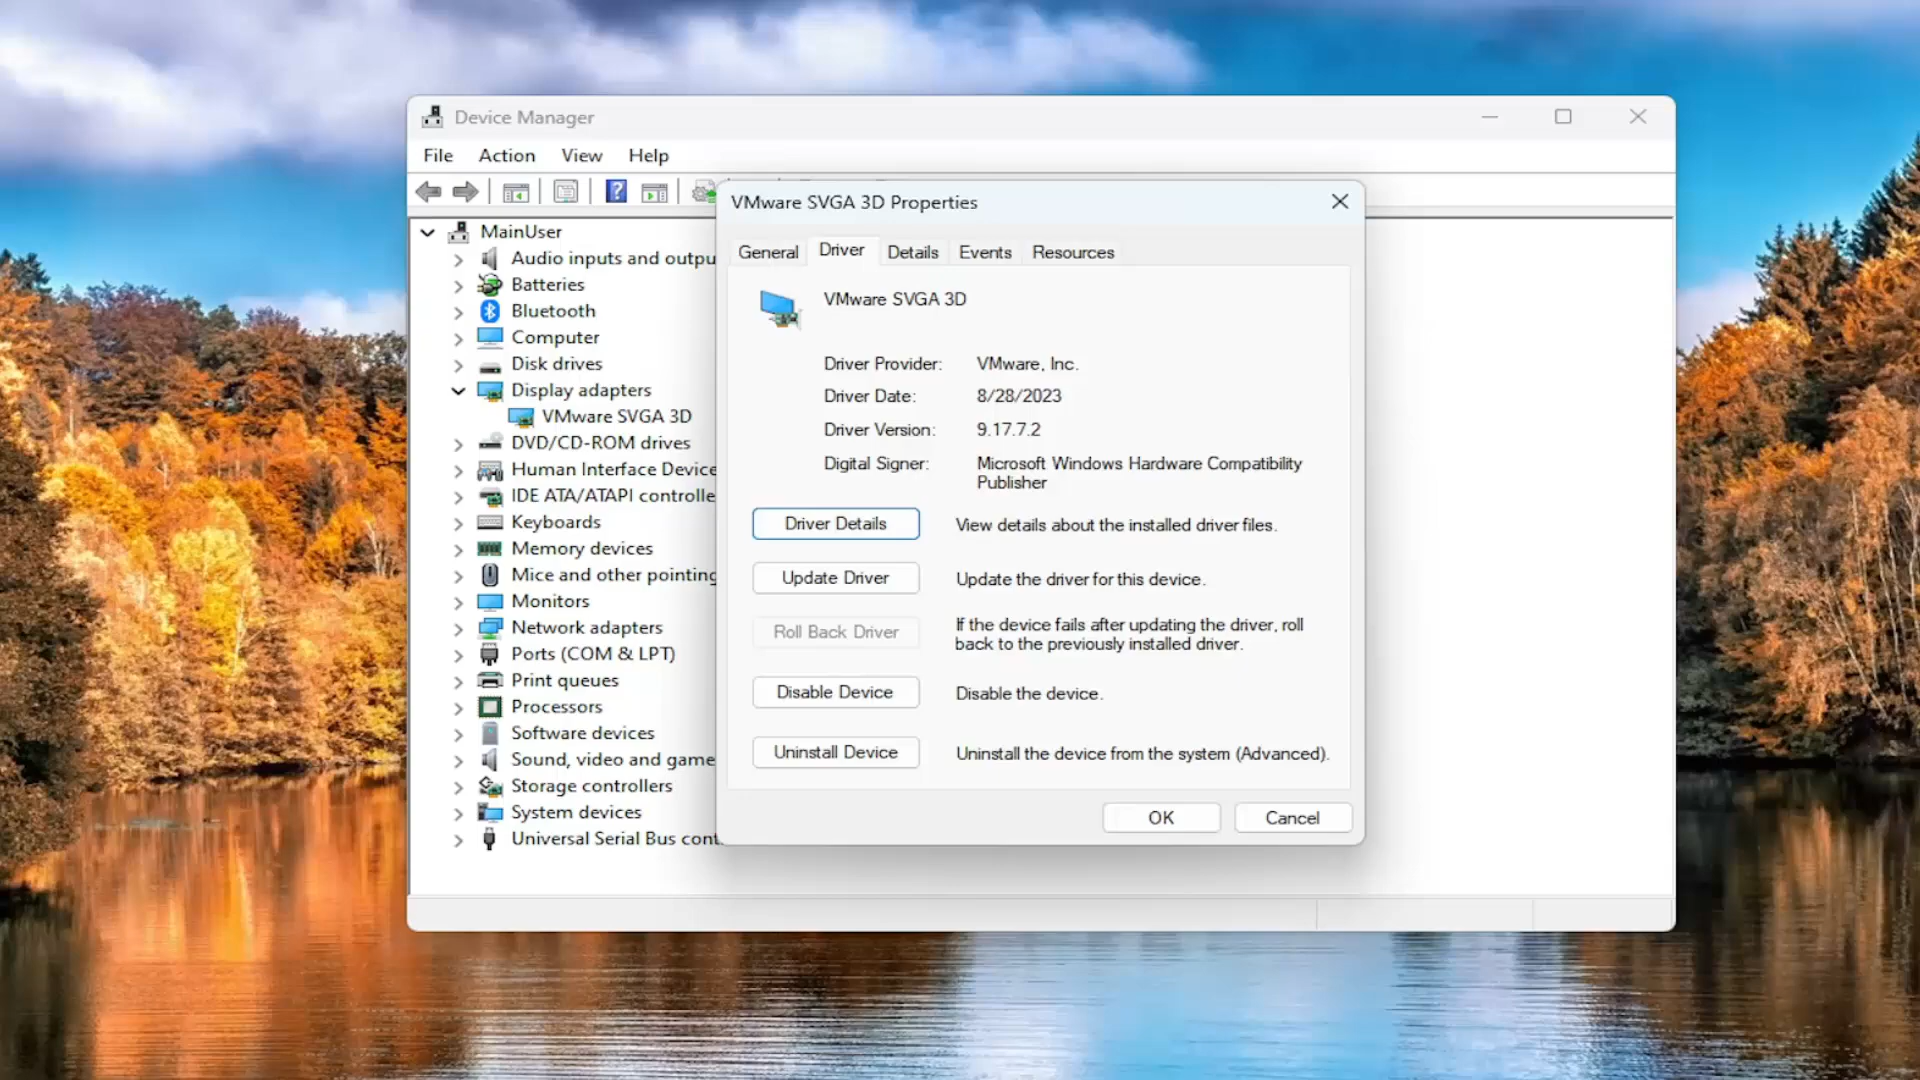 Device Manager
File Action View Help
MainUser
Audio inputs and outpu
Batteries
Bluetooth
Computer
Disk drives
Display adapters
VMware SVGA 3D
DVD/CD-ROM drives
Human Interface Device
IDE ATA/ATAPI controlle
Keyboards
Memory devices
Mice and other pointing
Monitors
Network adapters
Ports (COM & LPT)
Print queues
Processors
Software devices
Sound, video and game
Storage controllers
System devices
Universal Serial Bus cont
VMware SVGA 3D Properties
General Driver Details Events Resources
VMware SVGA 3D
Driver Provider: VMware, Inc.
Driver Date: 8/28/2023
Driver Version: 9.17.7.2
Digital Signer: Microsoft Windows Hardware Compatibility
Publisher
Driver Details View details about the installed driver files.
Update Driver Update the driver for this device.
Roll Back Driver If the device fails after updating the driver, roll
back to the previously installed driver.
Disable Device Disable the device.
Uninstall Device Uninstall the device from the system (Advanced).
OK Cancel